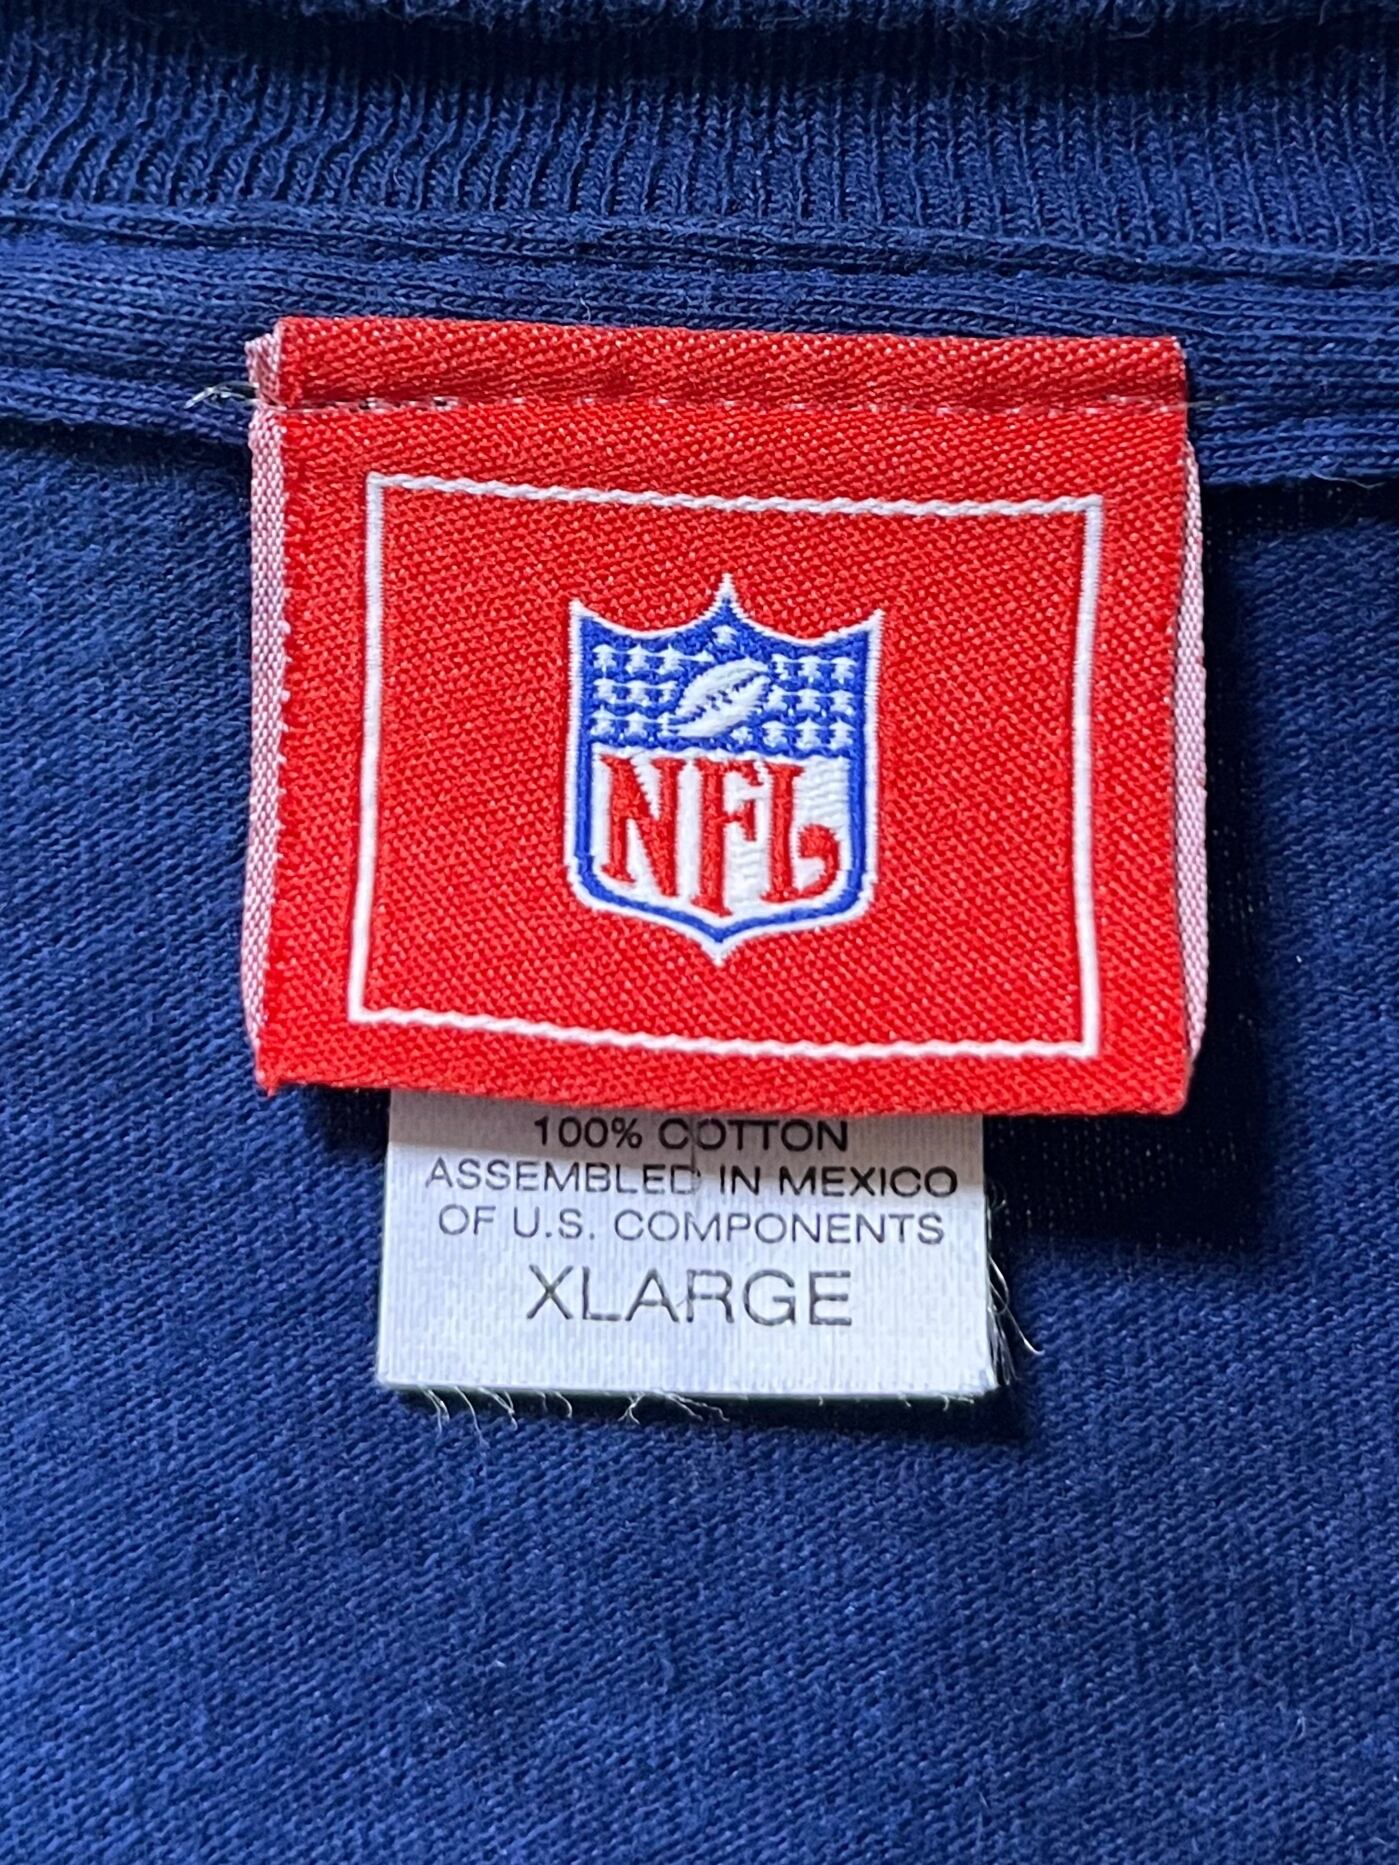 NFL
100% COTTON
ASSEMBLED IN MEXICO
OF U.S. COMPONENTS
XLARGE